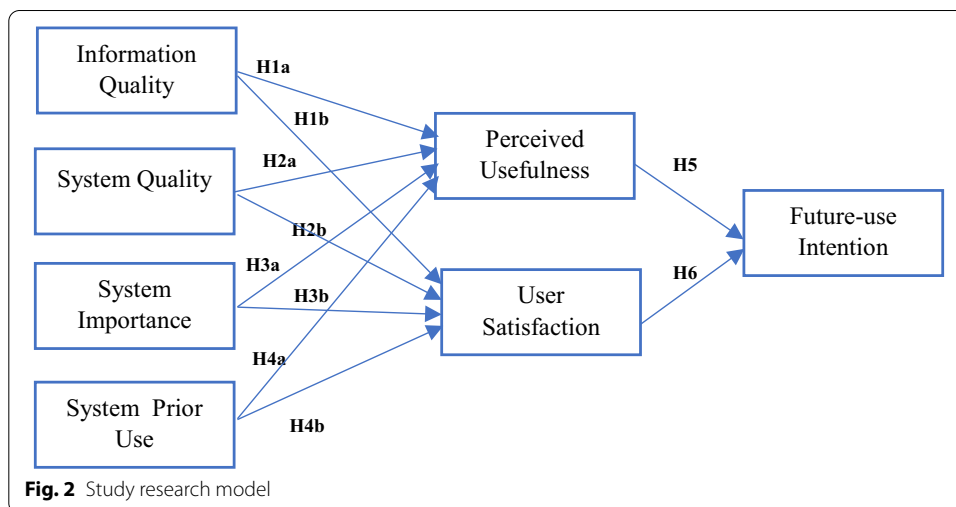 Information
Quality
System Quality
System
Importance
System Prior
Use
H1a
H1b
H2a
H2b
H3a
H3b
H4a
H4b
Perceived
Usefulness
User
Satisfaction
H5
H6
Future-use
Intention
Fig. 2 Study research model